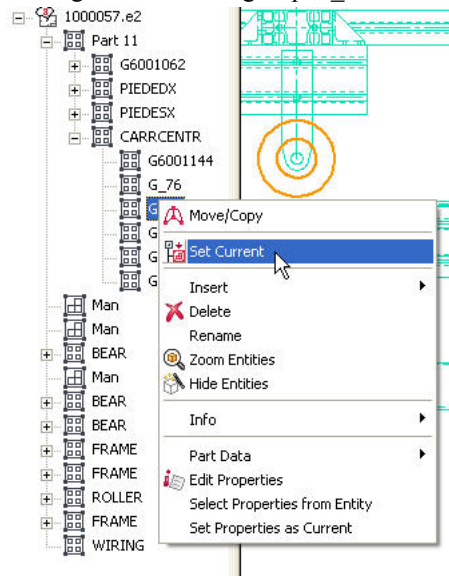 1000057.e2
Part 11
G6001062
PIEDEDX
PIEDESX
CARRCENTR
G6001144
G_76
G
G
G
G
Man
Man
BEAR
Man
BEAR
BEAR
FRAME
FRAME
ROLLER
FRAME
WIRING
Move/Copy
Set Current
Insert
Delete
Rename
Zoom Entities
Hide Entities
Info
Part Data
Edit Properties
Select Properties from Entity
Set Properties as Current